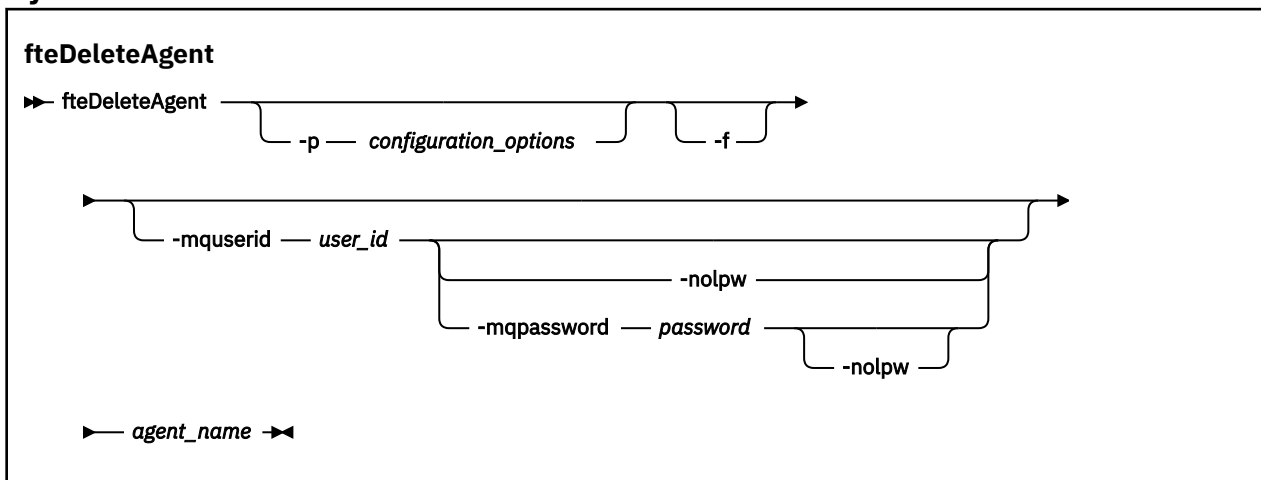 fteDeleteAgent
fteDeleteAgent
-p configuration_options -f
-mquserid user_id
-nolpw
-mqpassword password
-nolpw
agent_name